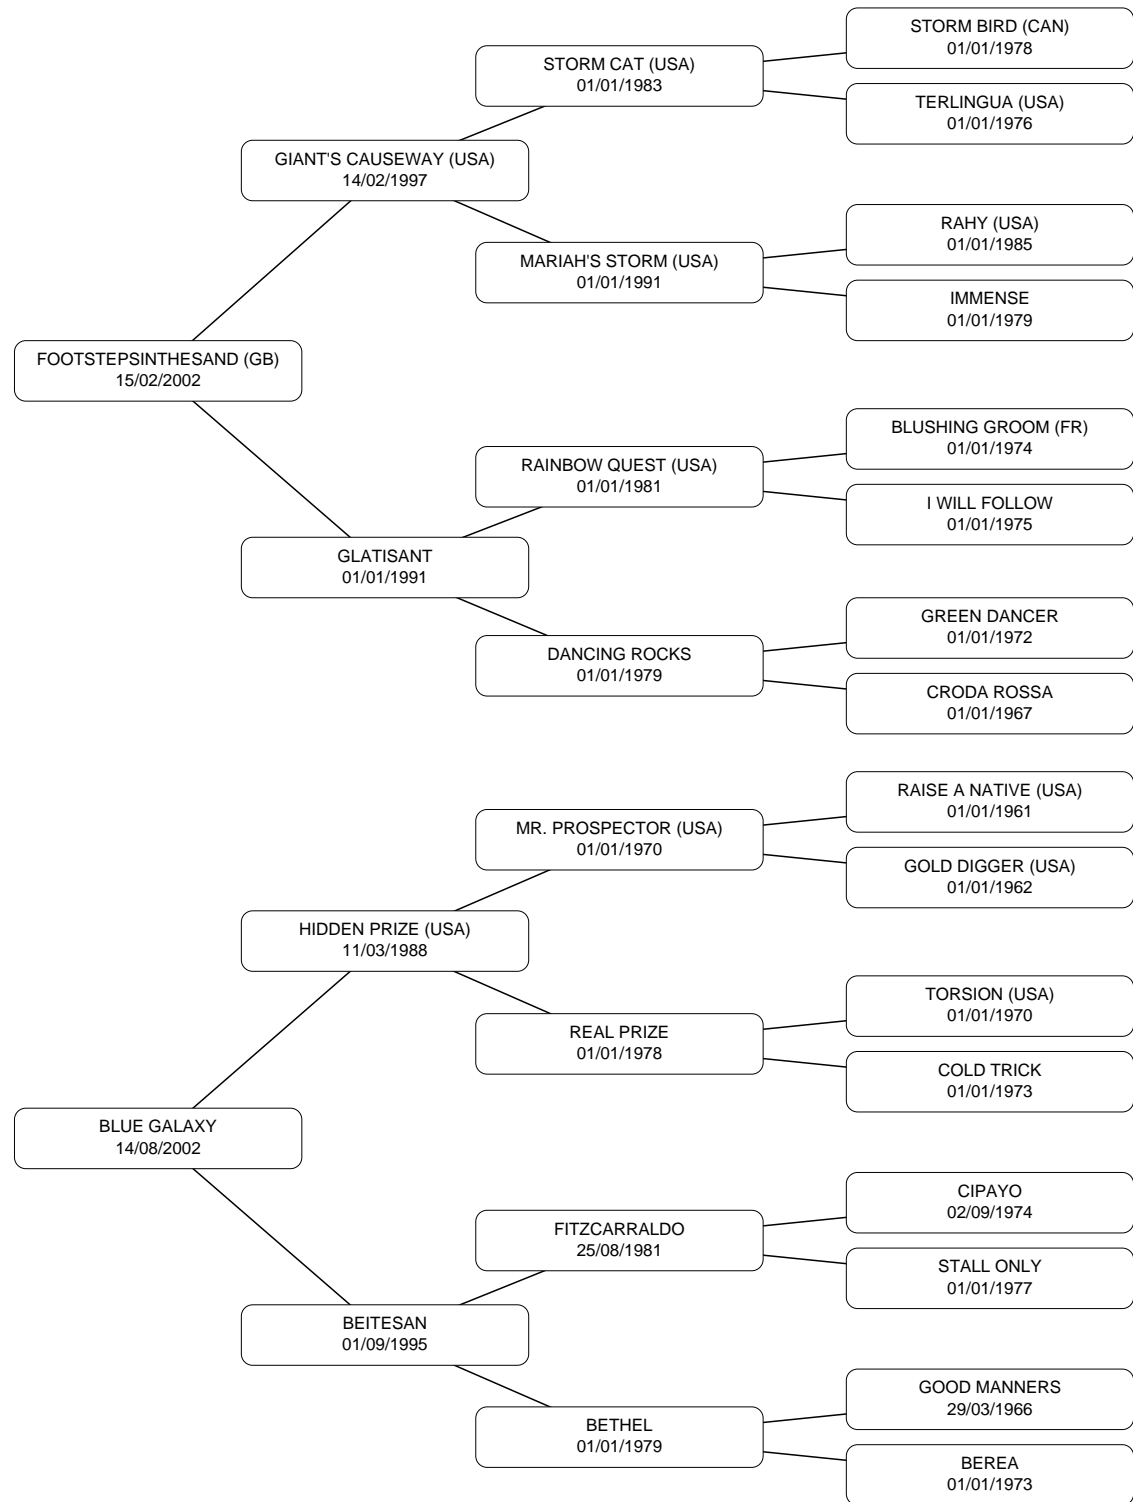 STORM BIRD (CAN)
01/01/1978
STORM CAT (USA)
01/01/1983
TERLINGUA (USA)
01/01/1976
GIANT'S CAUSEWAY (USA)
14/02/1997
RAHY (USA)
01/01/1985
MARIAH'S STORM (USA)
01/01/1991
IMMENSE
01/01/1979
FOOTSTEPSINTHESAND (GB)
15/02/2002
BLUSHING GROOM (FR)
01/01/1974
RAINBOW QUEST (USA)
01/01/1981
I WILL FOLLOW
01/01/1975
GLATISANT
01/01/1991
GREEN DANCER
01/01/1972
DANCING ROCKS
01/01/1979
CRODA ROSSA
01/01/1967
RAISE A NATIVE (USA)
01/01/1961
MR. PROSPECTOR (USA)
01/01/1970
GOLD DIGGER (USA)
01/01/1962
HIDDEN PRIZE (USA)
11/03/1988
TORSION (USA)
01/01/1970
REAL PRIZE
01/01/1978
COLD TRICK
01/01/1973
BLUE GALAXY
14/08/2002
CIPAYO
02/09/1974
FITZCARRALDO
25/08/1981
STALL ONLY
01/01/1977
BEITESAN
01/09/1995
GOOD MANNERS
29/03/1966
BETHEL
01/01/1979
BEREA
01/01/1973